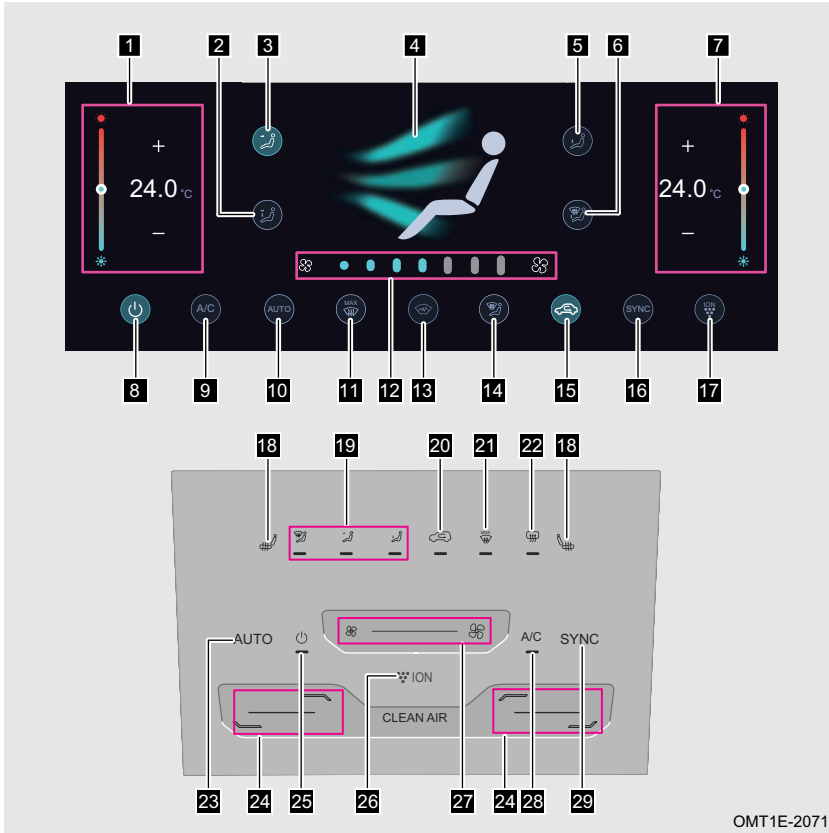 1 2 3 4 5 6 7
+ +
24.0 °C 24.0 °C
– –
A/C AUTO MAX SYNC ION
8 9 10 11 12 13 14 15 16 17
18 19 20 21 22 18
MAX
AUTO A/C SYNC
ION
CLEAN AIR
23 24 25 26 27 24 28 29
OMT1E-2071